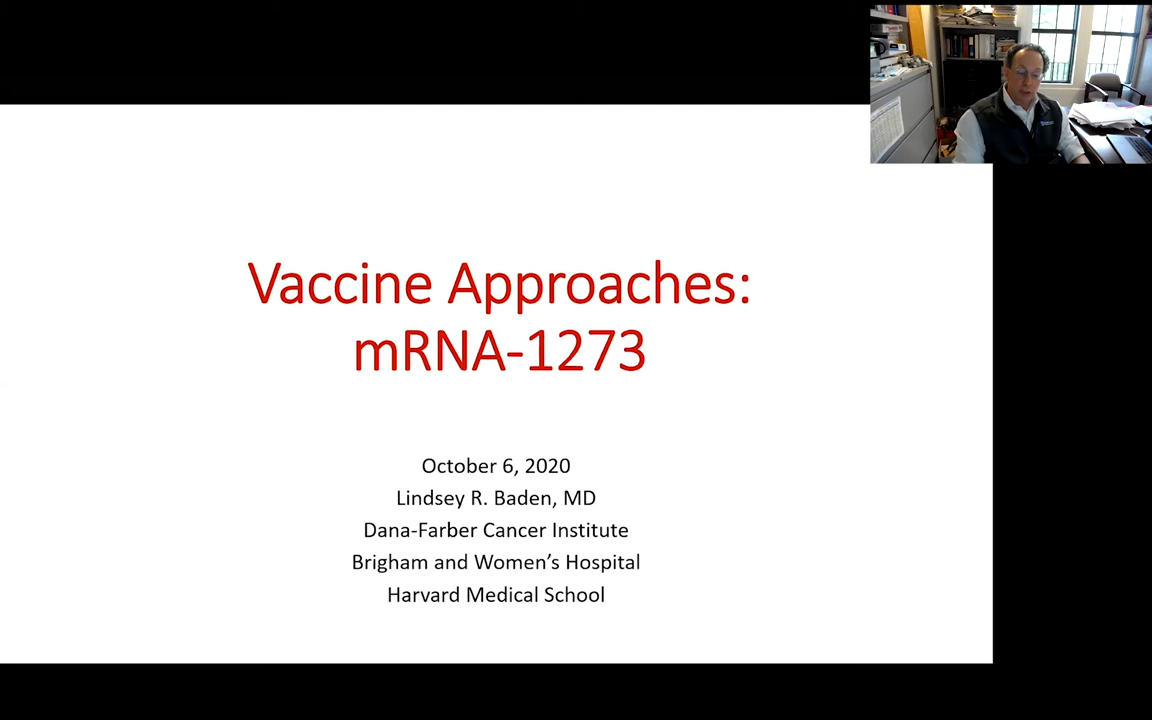 Vaccine Approaches:
mRNA-1273
October 6, 2020
Lindsey R. Baden, MD
Dana-Farber Cancer Institute
Brigham and Women’s Hospital
Harvard Medical School